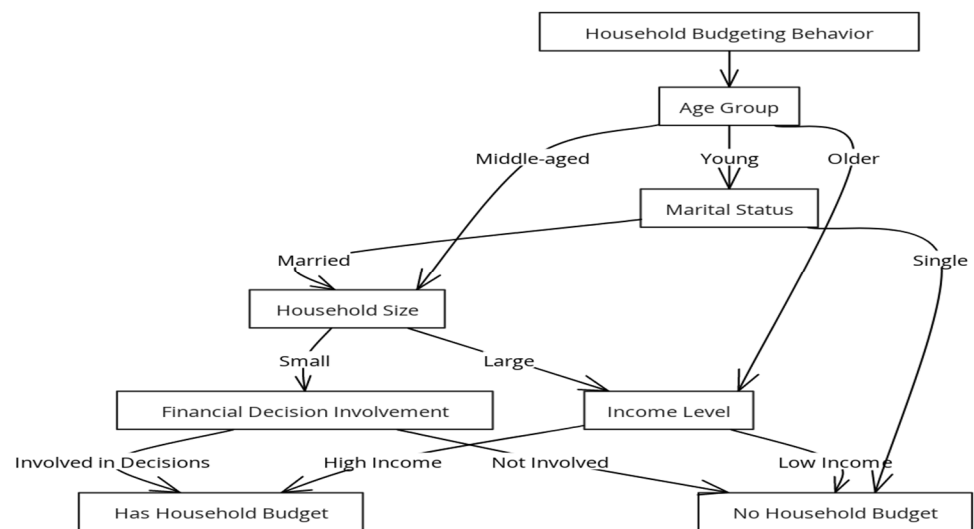 Household Budgeting Behavior
Age Group
Middle-aged
Young
Older
Marital Status
Married
Single
Household Size
Small
Large
Financial Decision Involvement
Income Level
Involved in Decisions
High Income
Not Involved
Low Income
Has Household Budget
No Household Budget